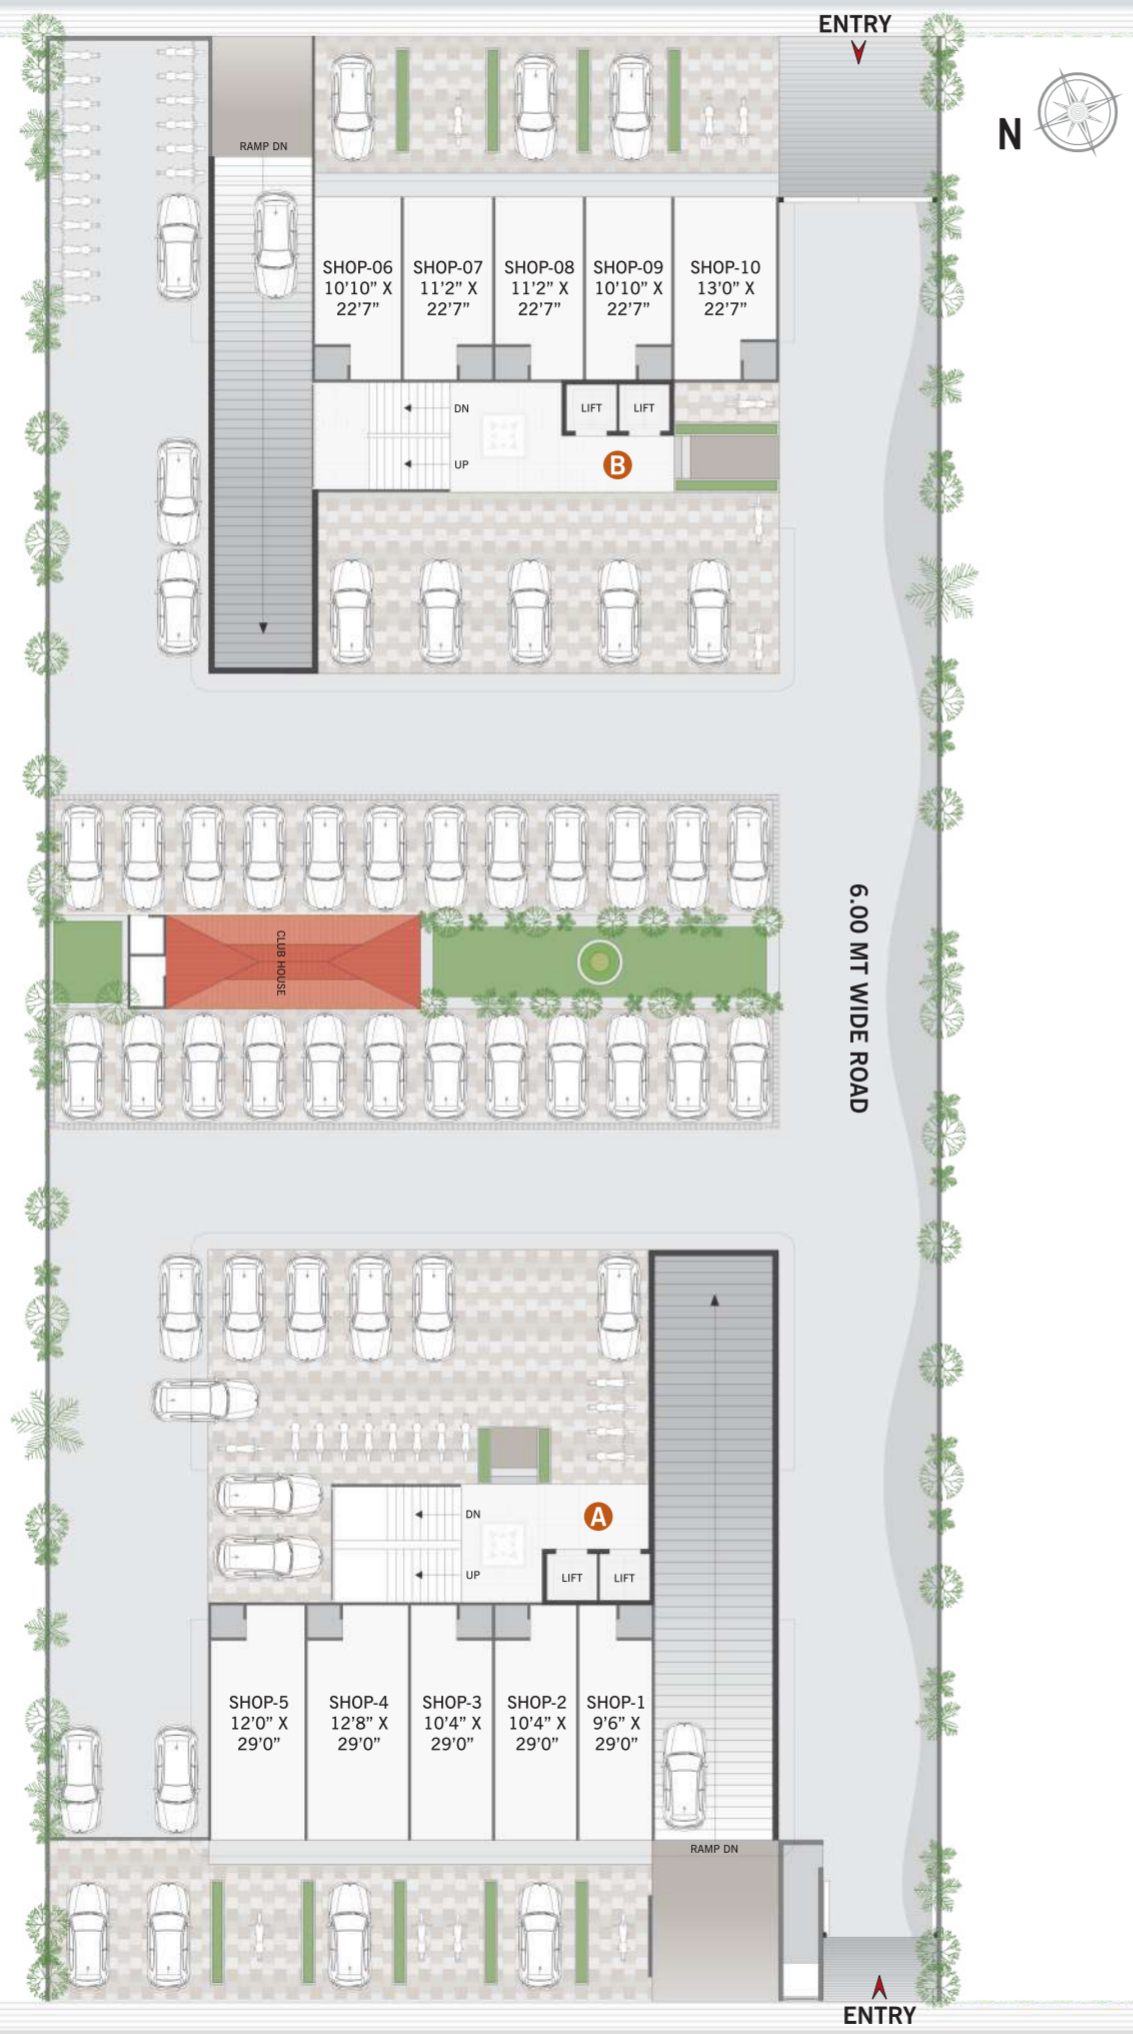 ENTRY
N
RAMP DN
SHOP-06
10'10" X
22'7"
SHOP-07
11'2" X
22'7"
SHOP-08
11'2" X
22'7"
SHOP-09
10'10" X
22'7"
SHOP-10
13'0" X
22'7"
DN
LIFT
LIFT
UP
B
CLUB HOUSE
6.00 MT WIDE ROAD
DN
A
UP
LIFT
LIFT
SHOP-5
12'0" X
29'0"
SHOP-4
12'8" X
29'0"
SHOP-3
10'4" X
29'0"
SHOP-2
10'4" X
29'0"
SHOP-1
9'6" X
29'0"
RAMP DN
ENTRY